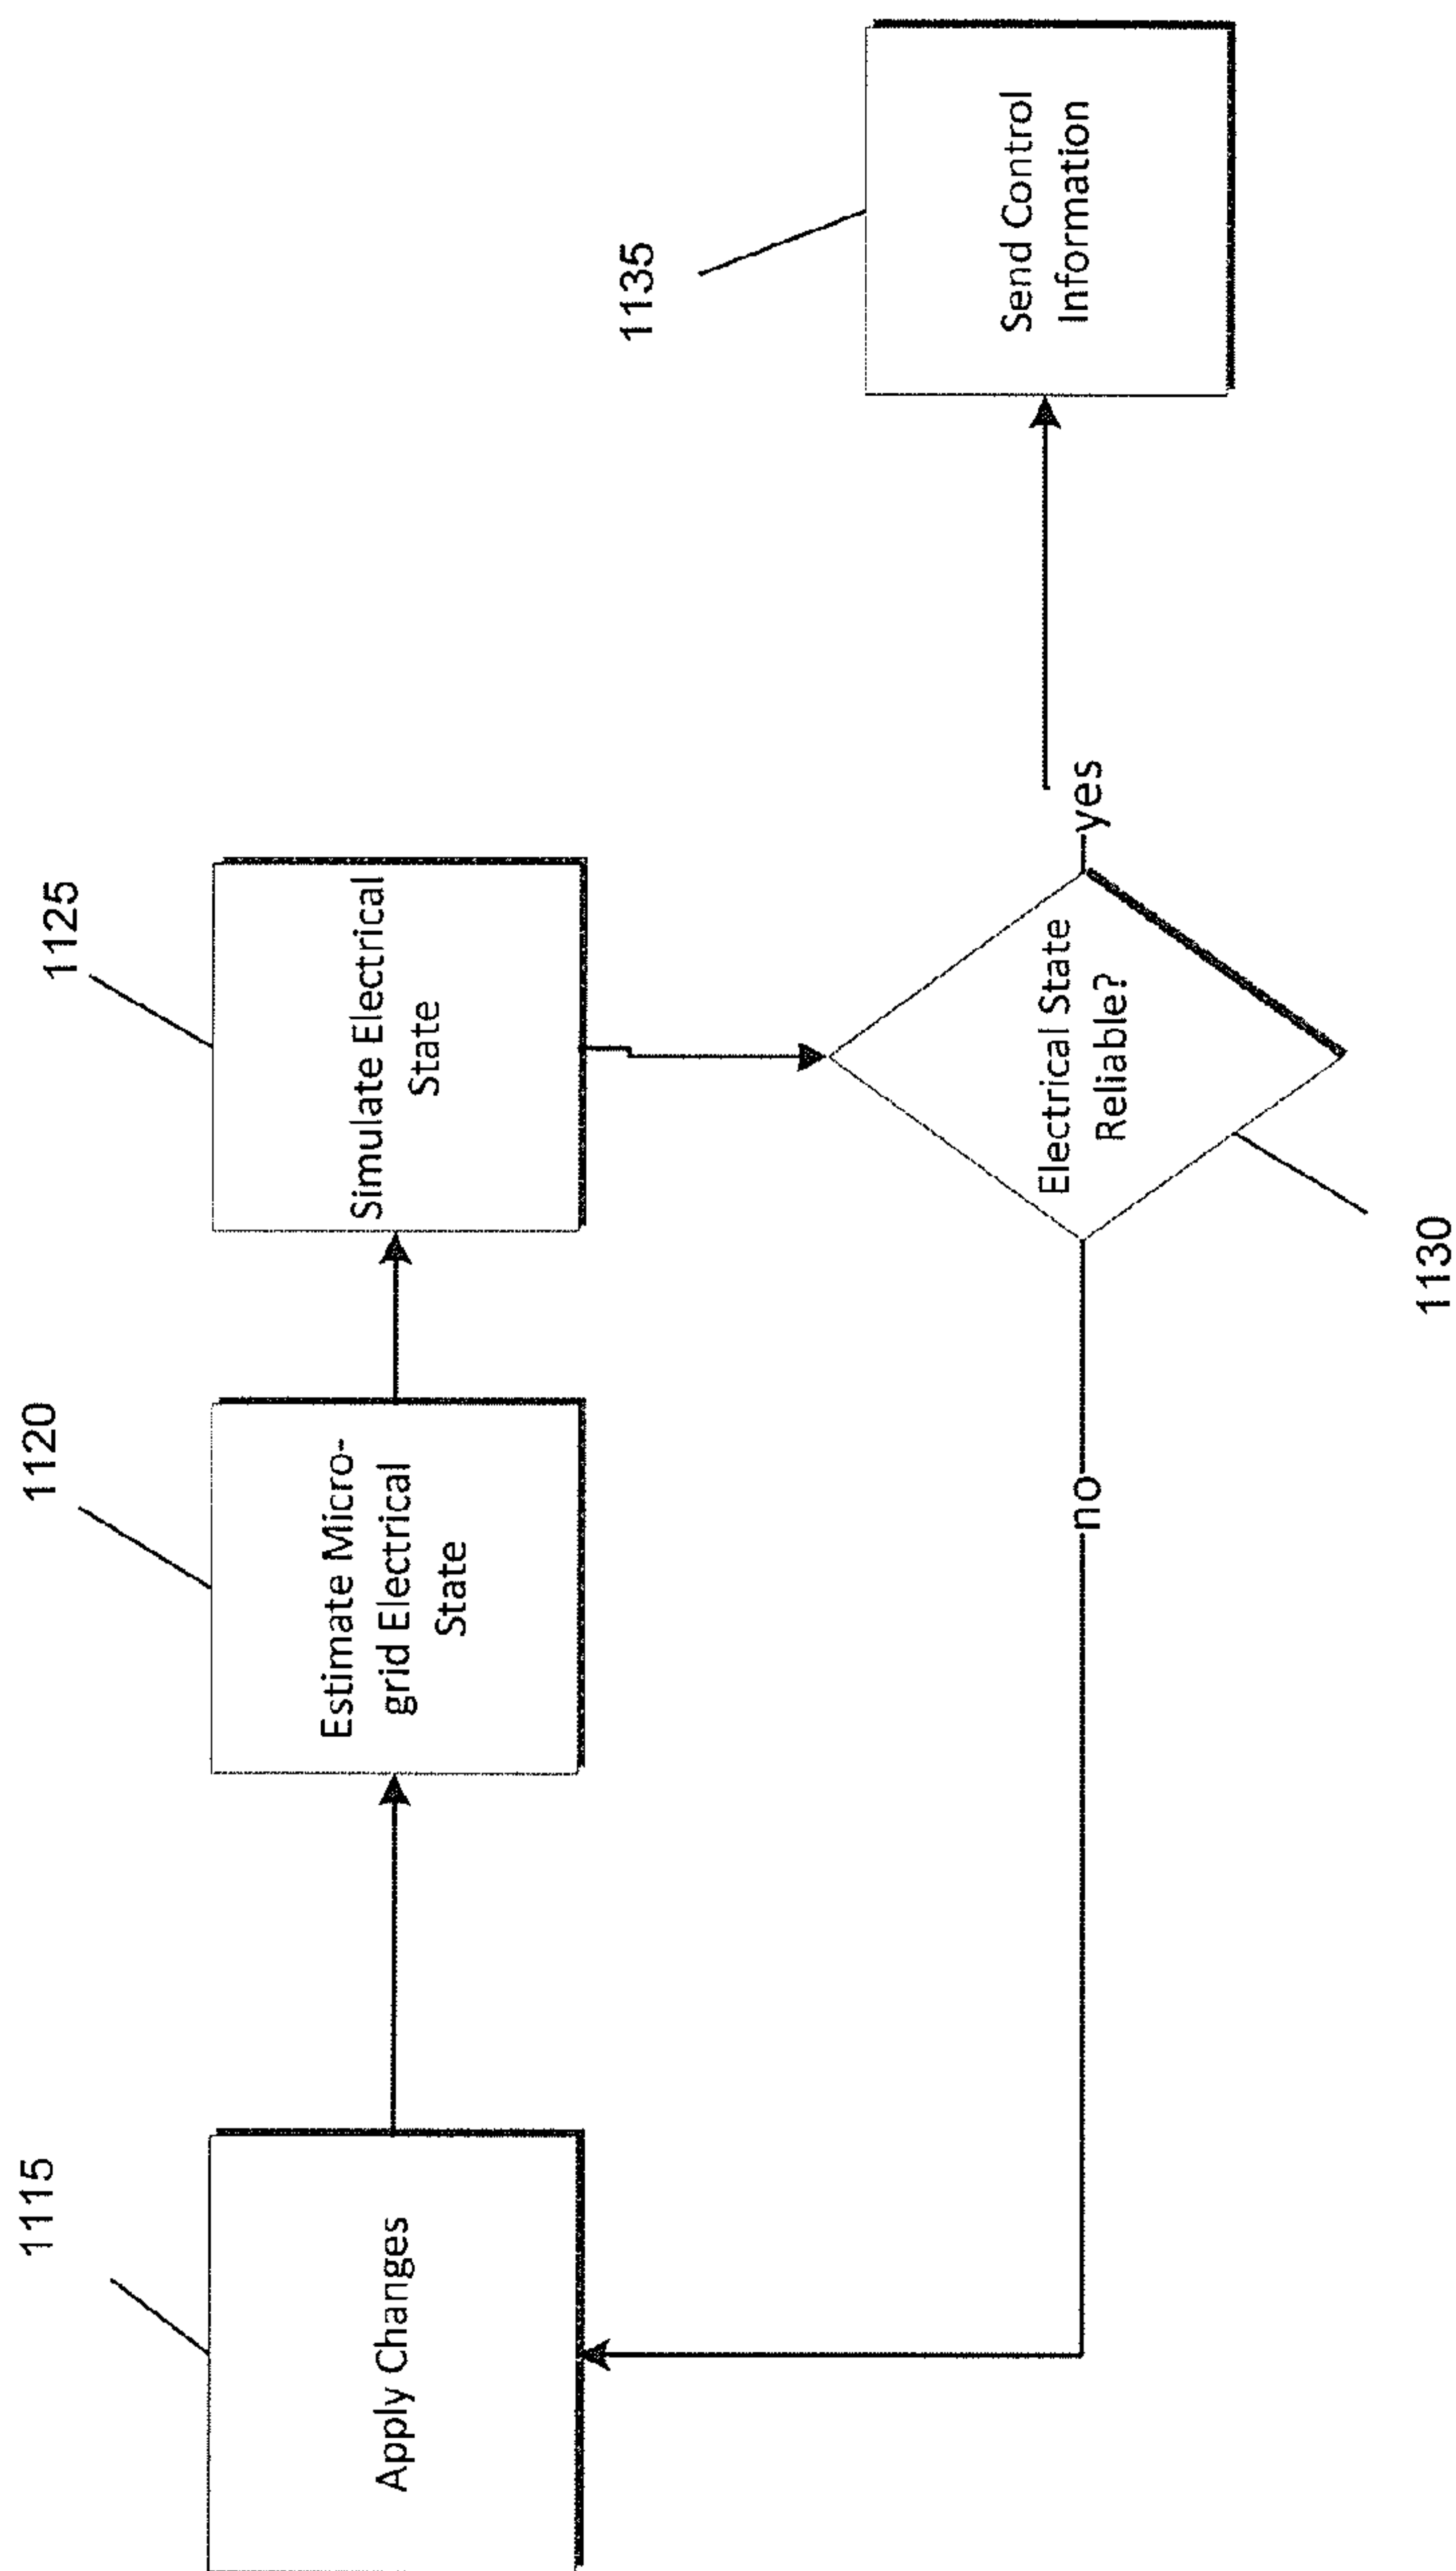 1115
Apply Changes
1120
Estimate Micro-
grid Electrical
State
1125
Simulate Electrical
State
1130
Electrical State
Reliable?
no
yes
1135
Send Control
Information